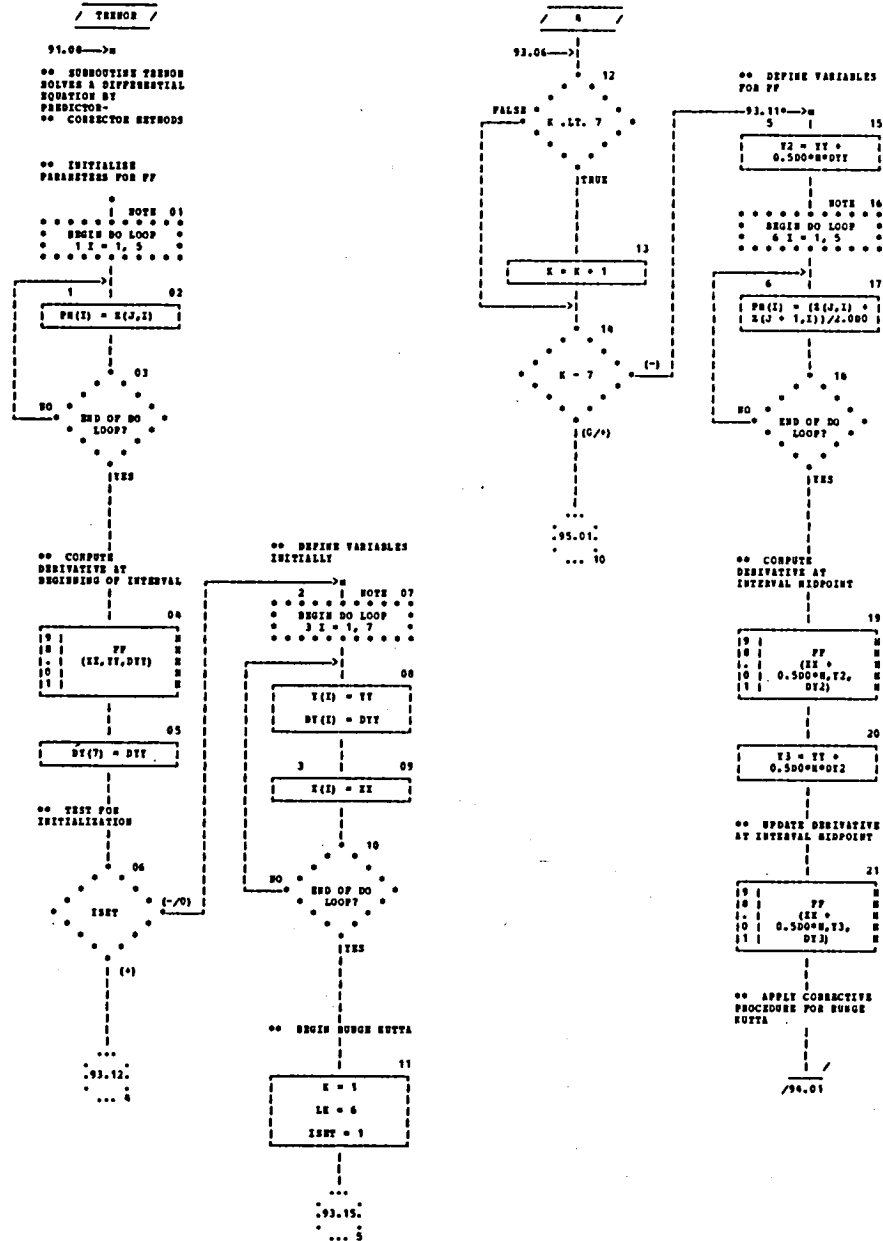 / TRENOR /
91.08--->*
** SUBROUTINE TRENOR
SOLVES A DIFFERENTIAL
EQUATION BY
PREDICTOR-
** CORRECTOR METHODS
** INITIALISE
PARAMETERS FOR FF
NOTE 01
BEGIN DO LOOP
1 I = 1, 5
1 02
PH(I) = Z(J,I)
03
END OF DO
LOOP?
NO
YES
** COMPUTE
DERIVATIVE AT
BEGINNING OF INTERVAL
04
98.01
FF
(XX,YY,DYY)
05
DY(7) = DYY
** TEST FOR
INITIALIZATION
06
ISET
(-/0)
(+)
93.12
4
** DEFINE VARIABLES
INITIALLY
2 NOTE 07
BEGIN DO LOOP
3 I = 1, 7
08
Y(I) = YY
DY(I) = DYY
3 09
X(I) = XX
10
END OF DO
LOOP?
NO
YES
** BEGIN RUNGE KUTTA
11
K = 1
LK = 6
ISET = 1
93.15
5
/ 4 /
93.06--->
12
K .LT. 7
FALSE
TRUE
13
K = K + 1
14
K - 7
(-)
(0/+)
95.01
10
** DEFINE VARIABLES
FOR FF
93.11*--->*
5 15
Y2 = YY +
0.5D0*H*DYY
NOTE 16
BEGIN DO LOOP
6 I = 1, 5
6 17
PH(I) = (Z(J,I) +
Z(J + 1,I))/2.0D0
18
END OF DO
LOOP?
NO
YES
** COMPUTE
DERIVATIVE AT
INTERVAL MIDPOINT
19
98.01
FF
(XX +
0.5D0*H,Y2,
DY2)
20
Y3 = YY +
0.5D0*H*DY2
** UPDATE DERIVATIVE
AT INTERVAL MIDPOINT
21
98.01
FF
(XX +
0.5D0*H,Y3,
DY3)
** APPLY CORRECTIVE
PROCEDURE FOR RUNGE
KUTTA
/94.01